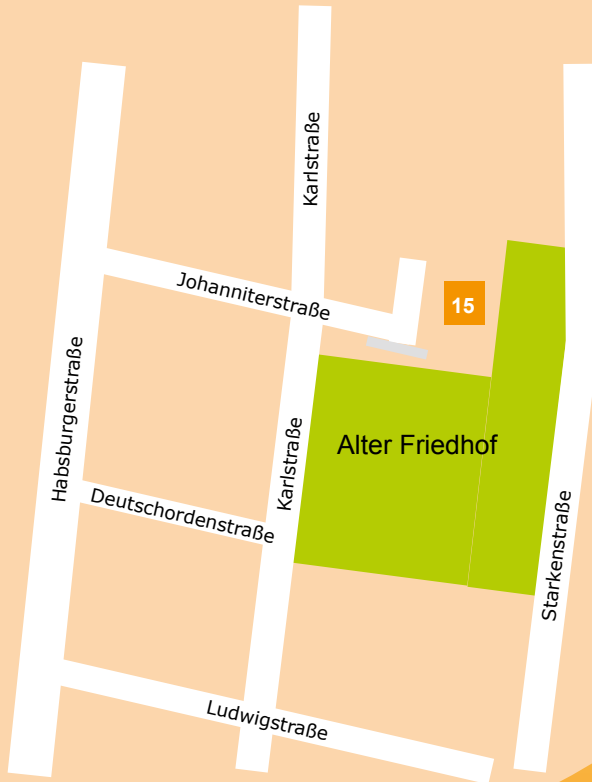 Karlstraße
Johanniterstraße
15
Habsburgerstraße
Karlstraße
Alter Friedhof
Deutschordenstraße
Starkenstraße
Ludwigstraße